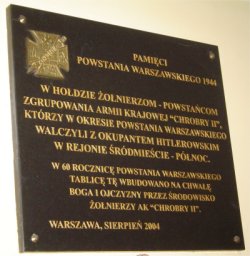 PAMIĘCI
POWSTANIA WARSZAWSKIEGO 1944
W HOŁDZIE ŻOŁNIERZOM - POWSTAŃCOM
ZGRUPOWANIA ARMII KRAJOWEJ "CHROBRY II",
KTÓRZY W OKRESIE POWSTANIA WARSZAWSKIEGO
WALCZYLI Z OKUPANTEM HITLEROWSKIM
W REJONIE ŚRÓDMIEŚCIE - PÓŁNOC.
W 60 ROCZNICĘ POWSTANIA WARSZAWSKIEGO
TABLICĘ TĘ WBUDOWANO NA CHWAŁĘ
BOGA I OJCZYZNY PRZEZ ŚRODOWISKO
ŻOŁNIERZY AK "CHROBRY II".
WARSZAWA, SIERPIEŃ 2004